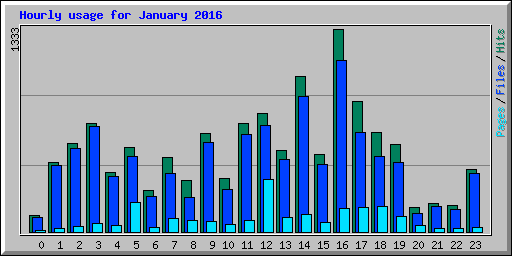 Hourly usage for January 2016
1333
Pages/Files/Hits
0 1 2 3 4 5 6 7 8 9 10 11 12 13 14 15 16 17 18 19 20 21 22 23